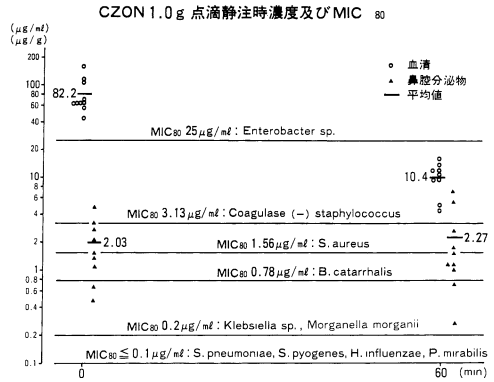 CZON 1.0g 点滴静注時濃度及びMIC 80
(μg/ml)
(μg/g)
200
100
80
60
40
20
10
8
6
4
2
1
0.8
0.6
0.4
0.2
0.1
血清
鼻腔分泌物
平均値
82.2
MIC80 25μg/ml: Enterobacter sp.
10.4
MIC80 3.13μg/ml: Coagulase (−) staphylococcus
2.03
MIC80 1.56μg/ml: S. aureus
2.27
MIC80 0.78μg/ml: B. catarrhalis
MIC80 0.2μg/ml: Klebsiella sp., Morganella morganii
MIC80 ≦ 0.1μg/ml: S. pneumoniae, S. pyogenes, H. influenzae, P. mirabilis
0
60 (min)